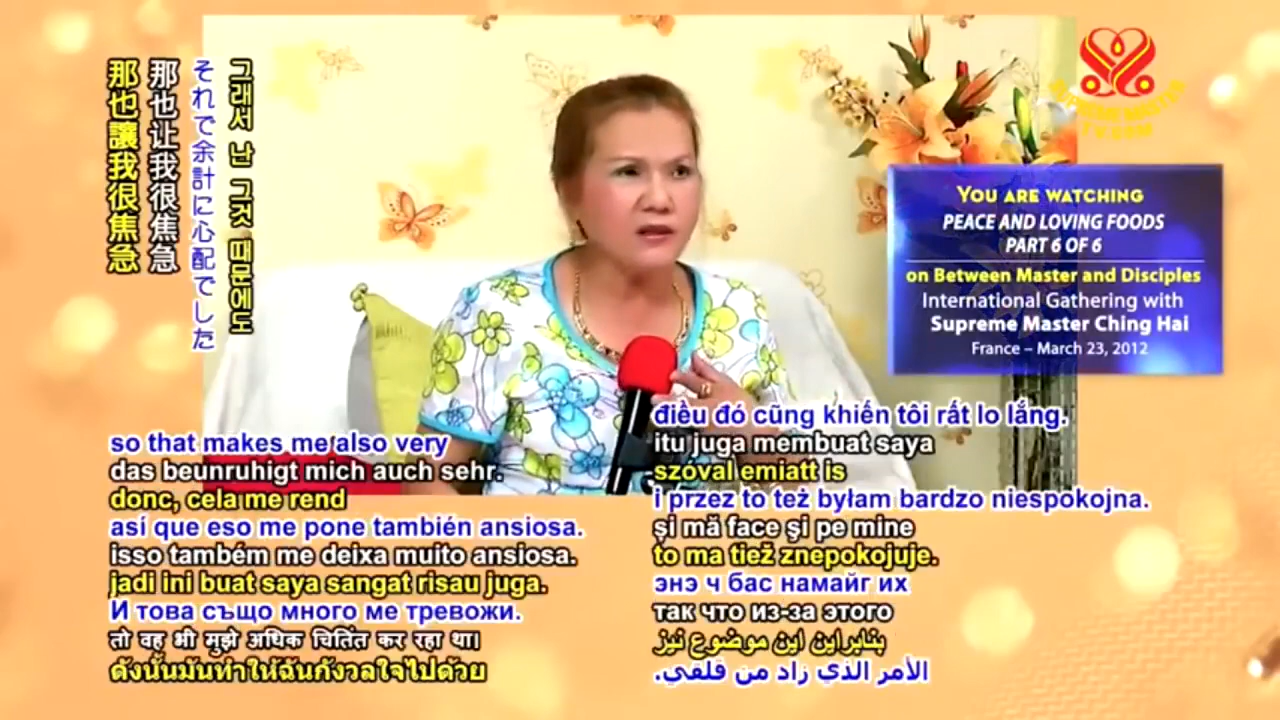 그래서 난 그것 때문에도
それで余計に心配でした
那也让我很焦急
那也讓我很焦急
SUPREME MASTER
TV.COM
YOU ARE WATCHING
PEACE AND LOVING FOODS
PART 6 OF 6
on Between Master and Disciples
International Gathering with
Supreme Master Ching Hai
France – March 23, 2012
so that makes me also very
das beunruhigt mich auch sehr.
donc, cela me rend
así que eso me pone también ansiosa.
isso também me deixa muito ansiosa.
jadi ini buat saya sangat risau juga.
И това също много ме тревожи.
तो वह भी मुझे अधिक चिंतित कर रहा था।
ดังนั้นมันทำให้ฉันกังวลใจไปด้วย
điều đó cũng khiến tôi rất lo lắng.
itu juga membuat saya
szóval emiatt is
i przez to też byłam bardzo niespokojna.
și mă face şi pe mine
to ma tiež znepokojuje.
энэ ч бас намайг их
так что из-за этого
بنابراین این موضوع نیز
الأمر الذي زاد من قلقي.